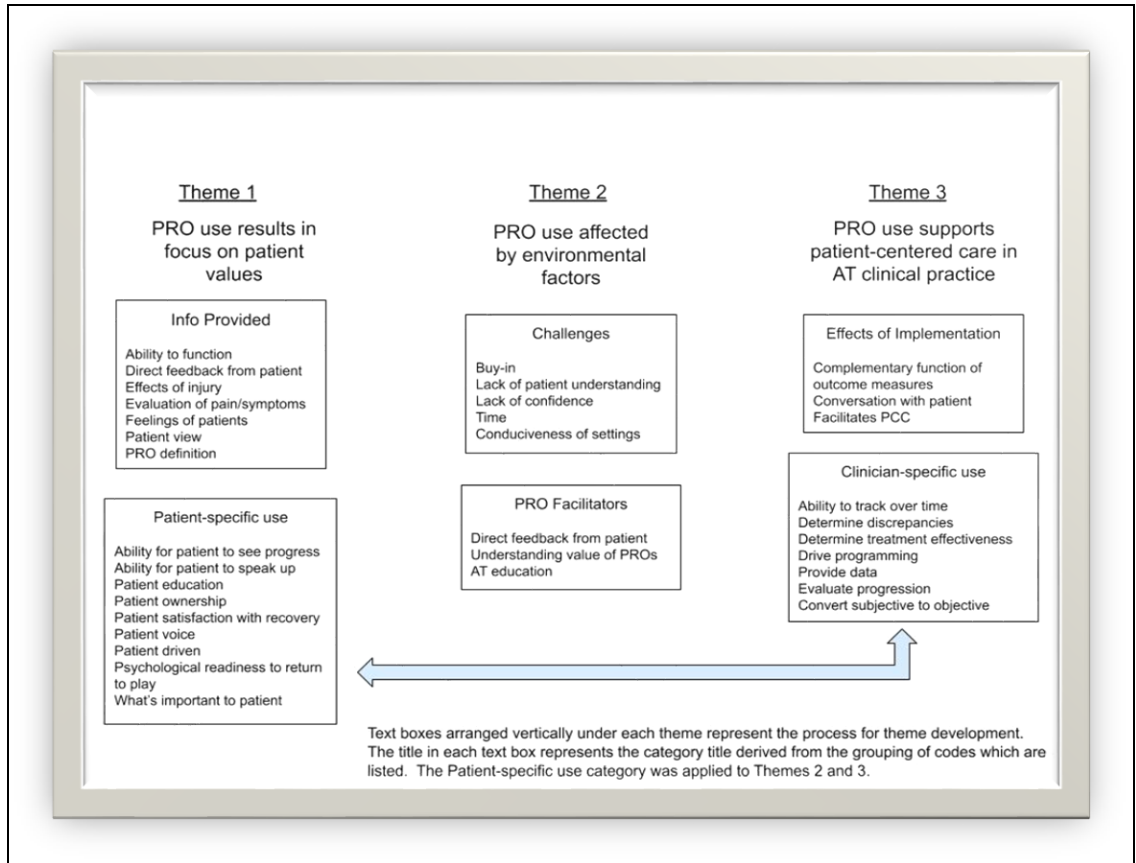 Theme 1
PRO use results in
focus on patient
values
Info Provided
Ability to function
Direct feedback from patient
Effects of injury
Evaluation of pain/symptoms
Feelings of patients
Patient view
PRO definition
Patient-specific use
Ability for patient to see progress
Ability for patient to speak up
Patient education
Patient ownership
Patient satisfaction with recovery
Patient voice
Patient driven
Psychological readiness to return
to play
What's important to patient
Theme 2
PRO use affected
by environmental
factors
Challenges
Buy-in
Lack of patient understanding
Lack of confidence
Time
Conduciveness of settings
PRO Facilitators
Direct feedback from patient
Understanding value of PROs
AT education
Theme 3
PRO use supports
patient-centered care in
AT clinical practice
Effects of Implementation
Complementary function of
outcome measures
Conversation with patient
Facilitates PCC
Clinician-specific use
Ability to track over time
Determine discrepancies
Determine treatment effectiveness
Drive programming
Provide data
Evaluate progression
Convert subjective to objective
Text boxes arranged vertically under each theme represent the process for theme development.
The title in each text box represents the category title derived from the grouping of codes which are
listed.  The Patient-specific use category was applied to Themes 2 and 3.